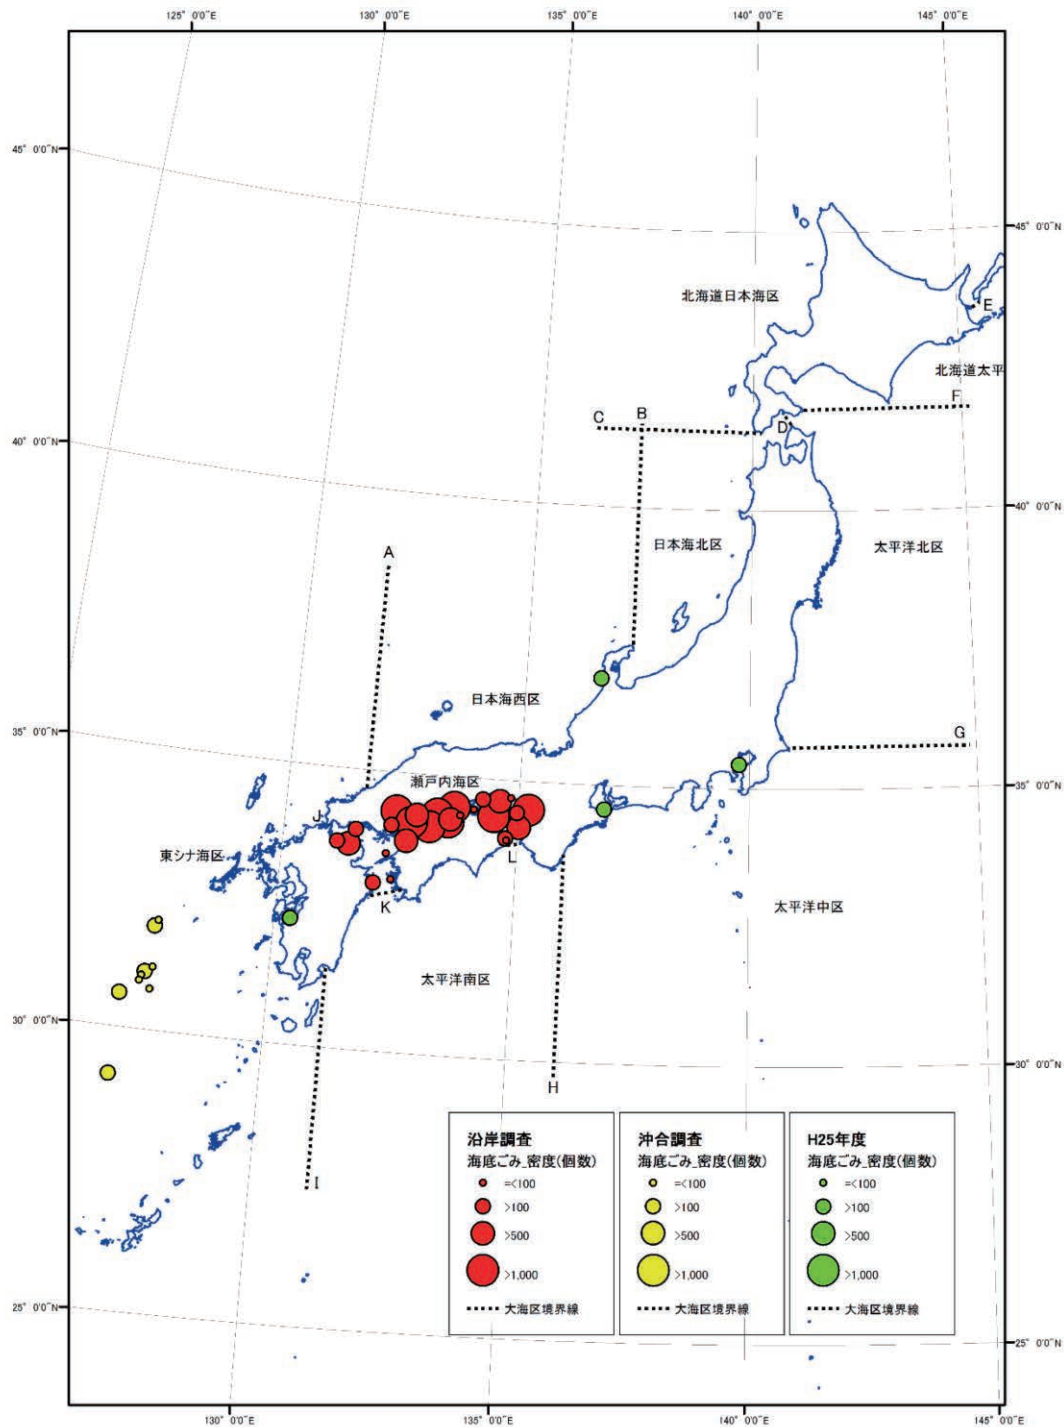 125° 0'0"E
130° 0'0"E
135° 0'0"E
140° 0'0"E
145° 0'0"E
45° 0'0"N
45° 0'0"N
北海道日本海区
E
北海道太平
F
C
B
D
40° 0'0"N
40° 0'0"N
日本海北区
太平洋北区
A
日本海西区
35° 0'0"N
G
瀬戸内海区
35° 0'0"N
J
東シナ海区
L
K
太平洋中区
太平洋南区
30° 0'0"N
30° 0'0"N
H
I
沿岸調査
海底ごみ_密度(個数)
=<100
>100
>500
>1,000
大海区境界線
沖合調査
海底ごみ_密度(個数)
=<100
>100
>500
>1,000
大海区境界線
H25年度
海底ごみ_密度(個数)
=<100
>100
>500
>1,000
大海区境界線
25° 0'0"N
25° 0'0"N
130° 0'0"E
135° 0'0"E
140° 0'0"E
145° 0'0"E